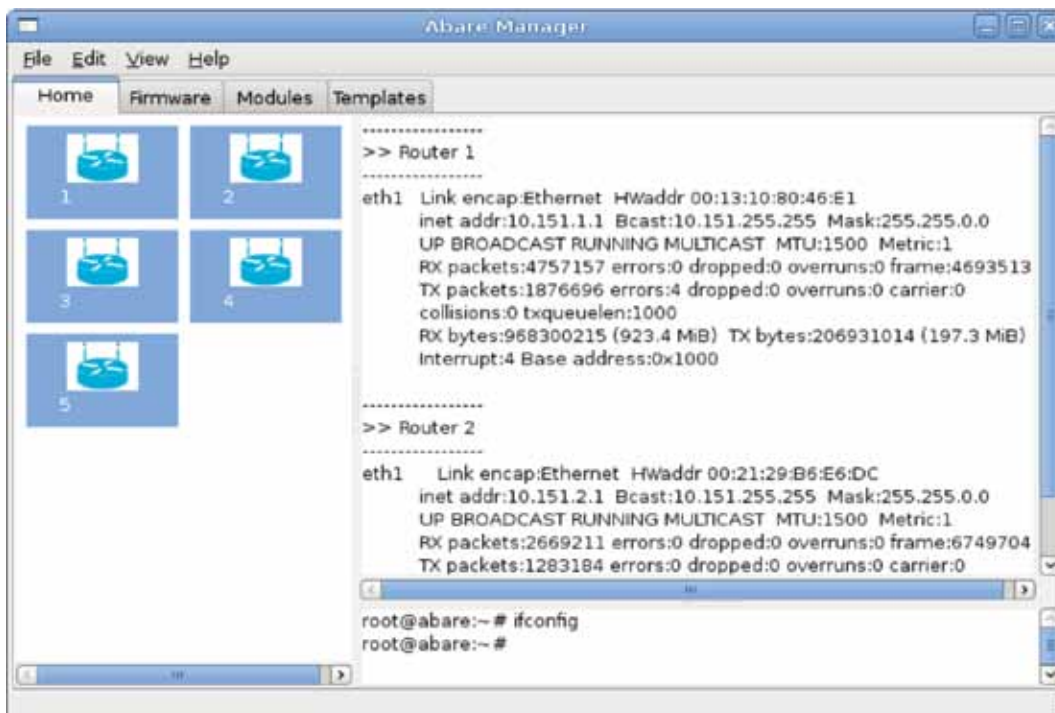 Abare Manager
File Edit View Help
Home Firmware Modules Templates
1
2
3
4
5
-----------------
>> Router 1
-----------------
eth1 Link encap:Ethernet HWaddr 00:13:10:80:46:E1
inet addr:10.151.1.1 Bcast:10.151.255.255 Mask:255.255.0.0
UP BROADCAST RUNNING MULTICAST MTU:1500 Metric:1
RX packets:4757157 errors:0 dropped:0 overruns:0 frame:4693513
TX packets:1876696 errors:4 dropped:0 overruns:0 carrier:0
collisions:0 txqueuelen:1000
RX bytes:968300215 (923.4 MiB) TX bytes:206931014 (197.3 MiB)
Interrupt:4 Base address:0x1000
-----------------
>> Router 2
-----------------
eth1 Link encap:Ethernet HWaddr 00:21:29:B6:E6:DC
inet addr:10.151.2.1 Bcast:10.151.255.255 Mask:255.255.0.0
UP BROADCAST RUNNING MULTICAST MTU:1500 Metric:1
RX packets:2669211 errors:0 dropped:0 overruns:0 frame:6749704
TX packets:1283184 errors:0 dropped:0 overruns:0 carrier:0
root@abare:~# ifconfig
root@abare:~#